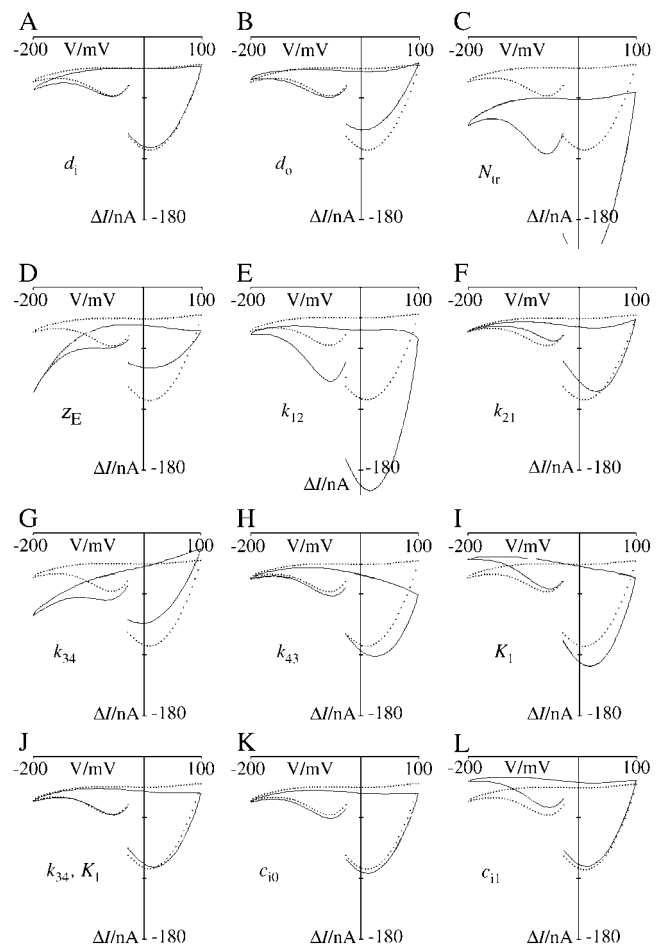 A B C
-200 V/mV 100 -200 V/mV 100 -200 V/mV 100
d_i d_o N_tr
ΔI/nA -180 ΔI/nA -180 ΔI/nA -180
D E F
-200 V/mV 100 -200 V/mV 100 -200 V/mV 100
z_E k_12 k_21
ΔI/nA -180 ΔI/nA -180 ΔI/nA -180
G H I
-200 V/mV 100 -200 V/mV 100 -200 V/mV 100
k_34 k_43 K_1
ΔI/nA -180 ΔI/nA -180 ΔI/nA -180
J K L
-200 V/mV 100 -200 V/mV 100 -200 V/mV 100
k_34, K_1 c_i0 c_i1
ΔI/nA -180 ΔI/nA -180 ΔI/nA -180